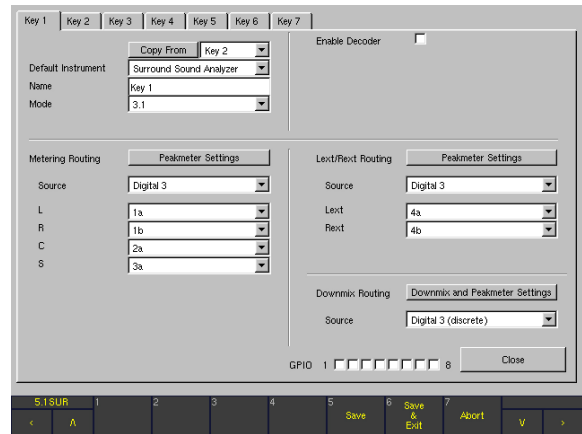 Key 1 Key 2 Key 3 Key 4 Key 5 Key 6 Key 7
Copy From Key 2
Enable Decoder
Default Instrument Surround Sound Analyzer
Name Key 1
Mode 3.1
Metering Routing Peakmeter Settings
Source Digital 3
L 1a
R 1b
C 2a
S 3a
Lext/Rext Routing Peakmeter Settings
Source Digital 3
Lext 4a
Rext 4b
Downmix Routing Downmix and Peakmeter Settings
Source Digital 3 (discrete)
GPIO 1 8 Close
5.1SUR 1 2 3 4 5 Save 6 Save & Exit 7 Abort
< Λ V >